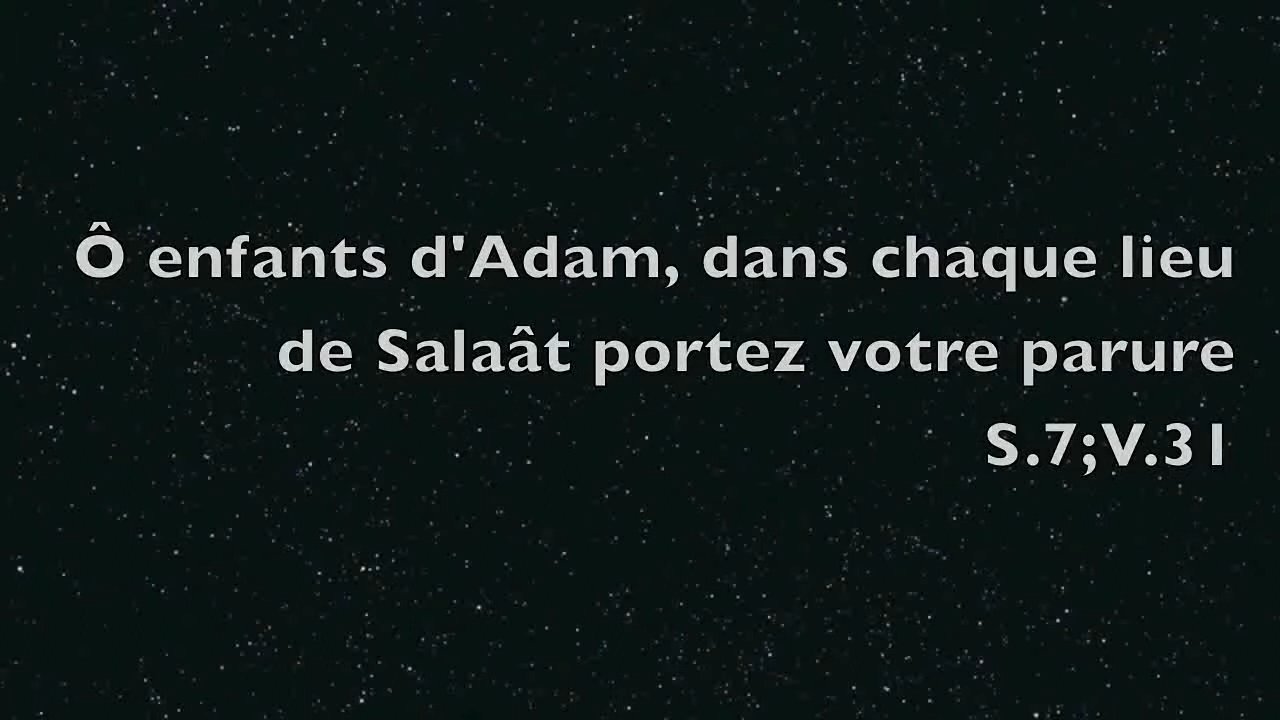 Ô enfants d'Adam, dans chaque lieu
de Salaât portez votre parure
S.7;V.31